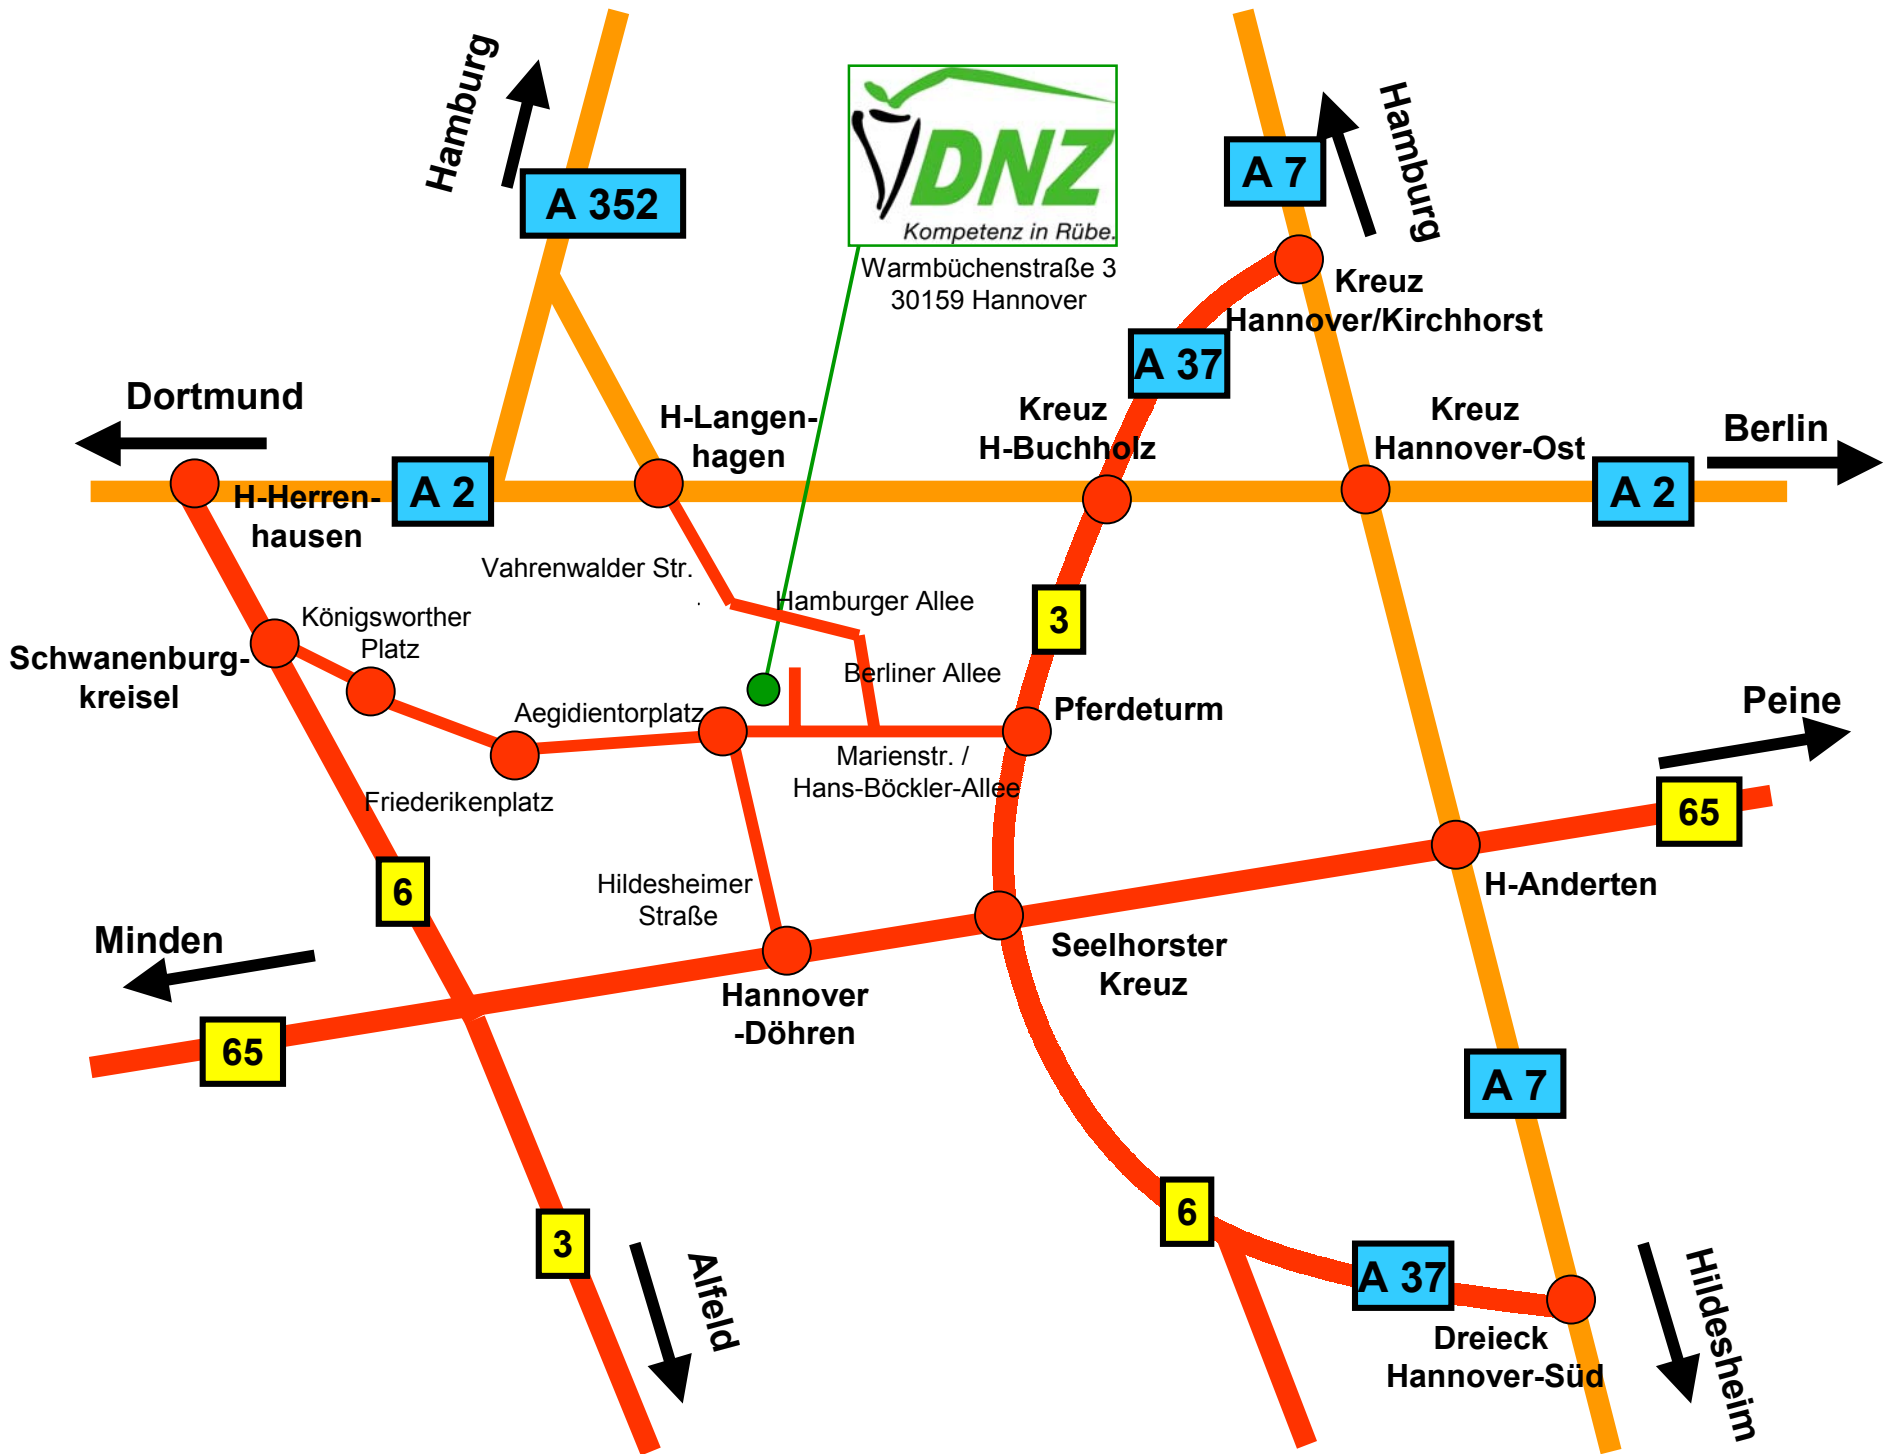 Hamburg
A 352
DNZ
Kompetenz in Rübe.
Warmbüchenstraße 3
30159 Hannover
A 7
Hamburg
Kreuz
Hannover/Kirchhorst
A 37
Dortmund
H-Langen-
hagen
Kreuz
H-Buchholz
Kreuz
Hannover-Ost
Berlin
H-Herren-
hausen
A 2
A 2
Vahrenwalder Str.
Hamburger Allee
3
Königsworther
Platz
Schwanenburg-
kreisel
Berliner Allee
Aegidientorplatz
Pferdeturm
Peine
Marienstr. /
Hans-Böckler-Allee
Friederikenplatz
65
6
Hildesheimer
Straße
H-Anderten
Minden
Seelhorster
Kreuz
Hannover
-Döhren
65
A 7
6
3
Alfeld
A 37
Hildesheim
Dreieck
Hannover-Süd